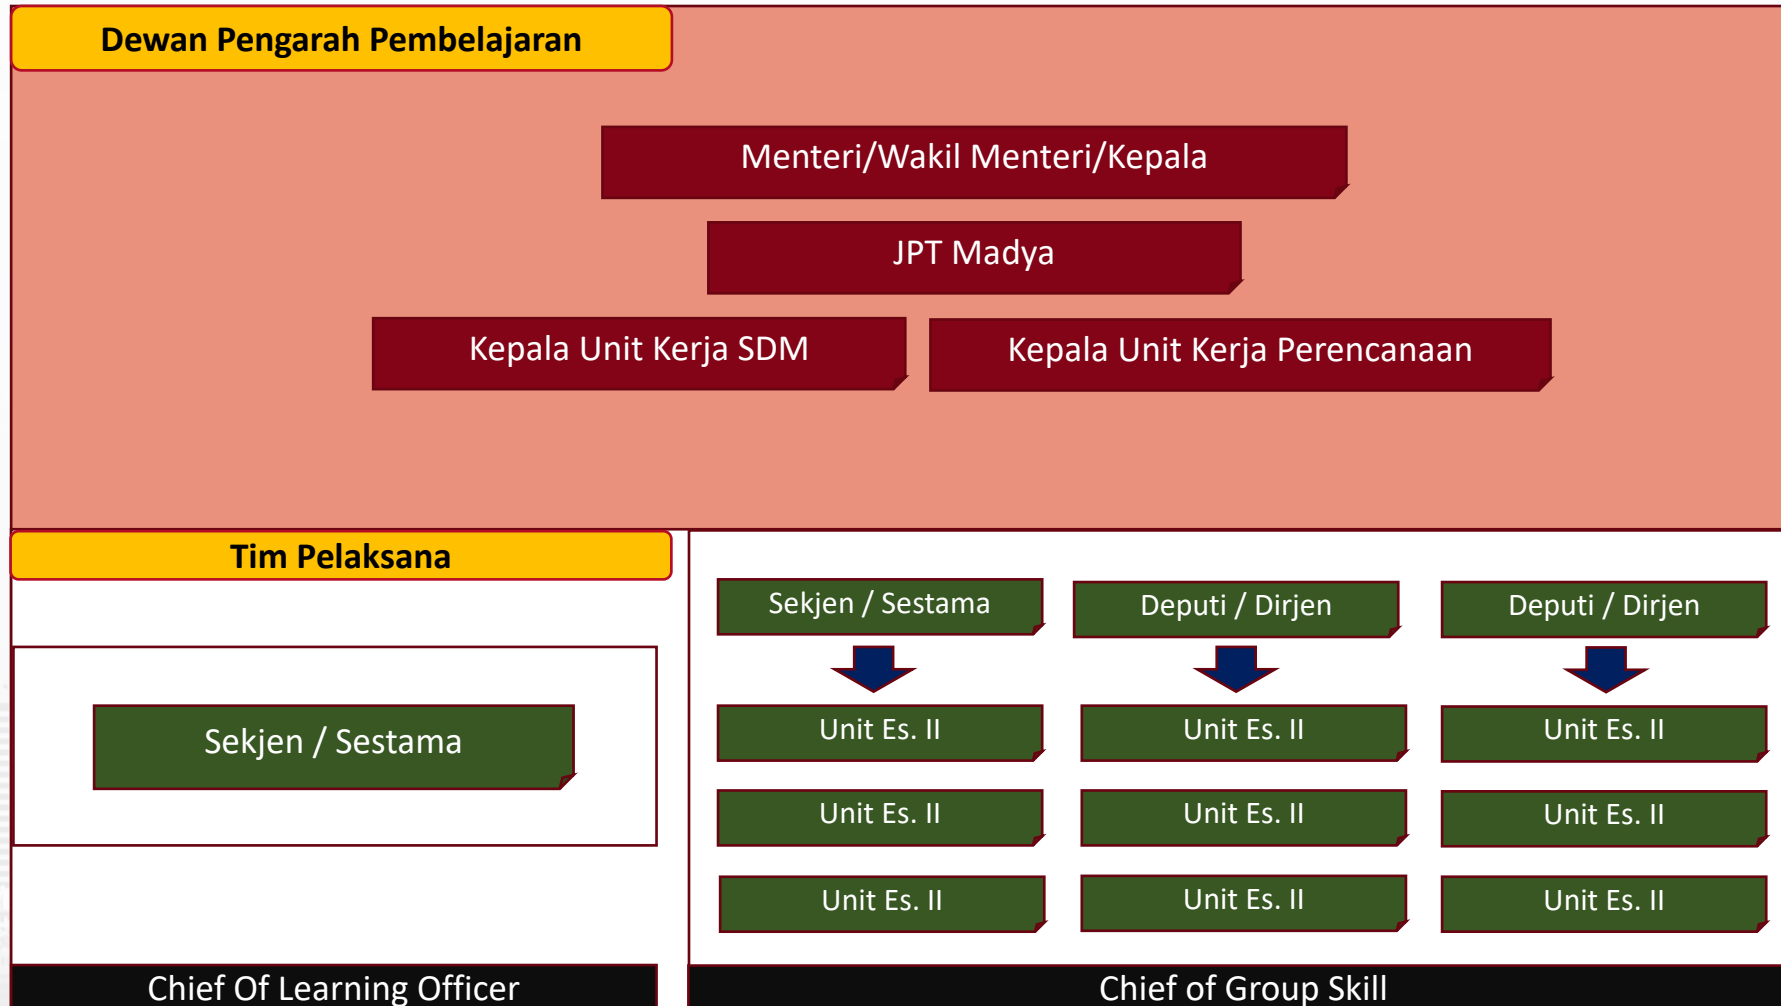 Dewan Pengarah Pembelajaran
Menteri/Wakil Menteri/Kepala
JPT Madya
Kepala Unit Kerja SDM
Kepala Unit Kerja Perencanaan
Tim Pelaksana
Sekjen / Sestama
Chief Of Learning Officer
Sekjen / Sestama
Deputi / Dirjen
Deputi / Dirjen
Unit Es. II
Unit Es. II
Unit Es. II
Unit Es. II
Unit Es. II
Unit Es. II
Unit Es. II
Unit Es. II
Unit Es. II
Chief of Group Skill